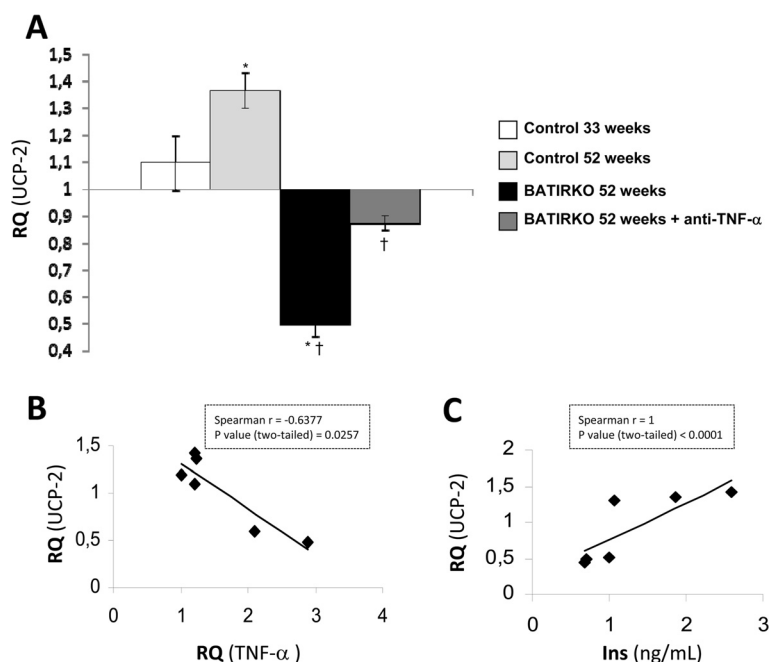 A
1,5
1,4
1,3
1,2
1,1
1
0,9
0,8
0,7
0,6
0,5
0,4
RQ (UCP-2)
*
* †
†
Control 33 weeks
Control 52 weeks
BATIRKO 52 weeks
BATIRKO 52 weeks + anti-TNF-α
B
Spearman r = -0.6377
P value (two-tailed) = 0.0257
1,5
1
0,5
0
RQ (UCP-2)
0 1 2 3 4
RQ (TNF-α )
C
Spearman r = 1
P value (two-tailed) < 0.0001
2
1,5
1
0,5
0
RQ (UCP-2)
0 1 2 3
Ins (ng/mL)